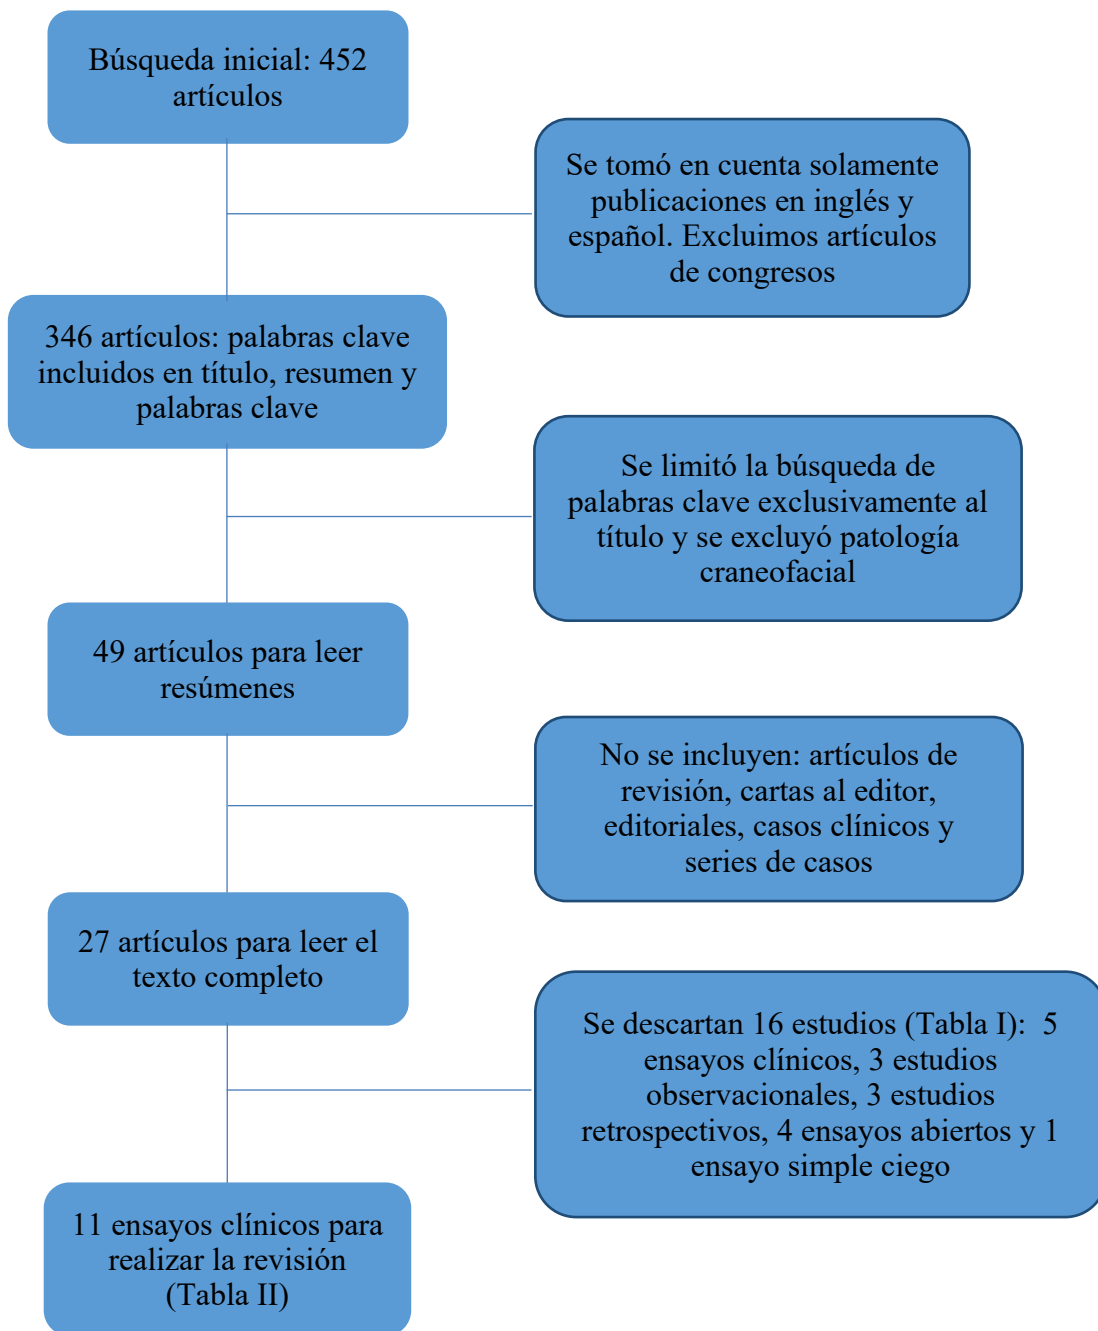 Búsqueda inicial: 452
artículos
Se tomó en cuenta solamente
publicaciones en inglés y
español. Excluimos artículos
de congresos
346 artículos: palabras clave
incluidos en título, resumen y
palabras clave
Se limitó la búsqueda de
palabras clave exclusivamente al
título y se excluyó patología
craneofacial
49 artículos para leer
resúmenes
No se incluyen: artículos de
revisión, cartas al editor,
editoriales, casos clínicos y
series de casos
27 artículos para leer el
texto completo
Se descartan 16 estudios (Tabla I): 5
ensayos clínicos, 3 estudios
observacionales, 3 estudios
retrospectivos, 4 ensayos abiertos y 1
ensayo simple ciego
11 ensayos clínicos para
realizar la revisión
(Tabla II)